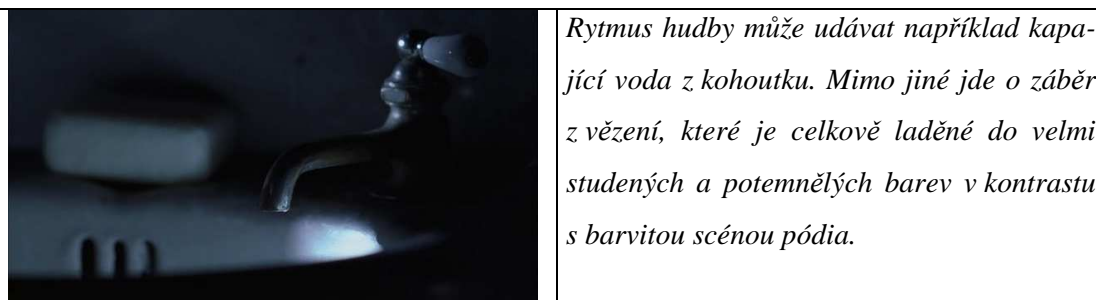 Rytmus hudby může udávat například kapa-
jící voda z kohoutku. Mimo jiné jde o záběr
z vězení, které je celkově laděné do velmi
studených a potemnělých barev v kontrastu
s barvitou scénou pódia.